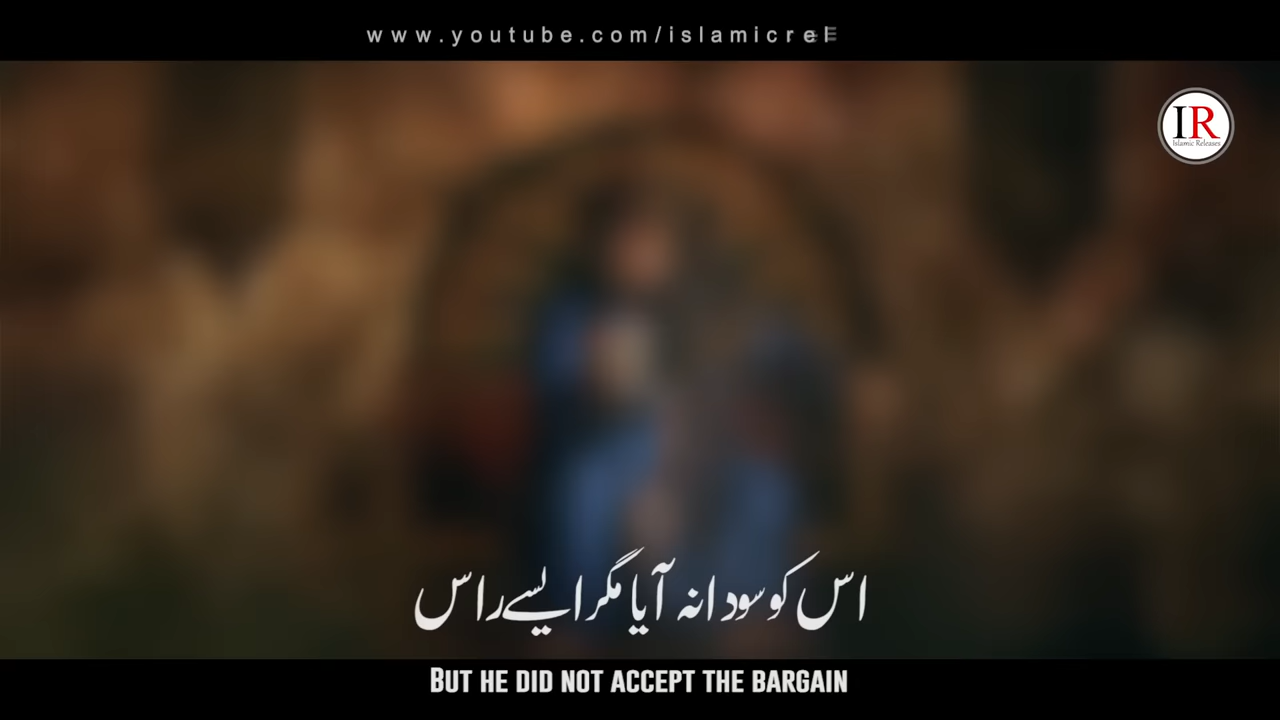 www.youtube.com/islamicrel
IR
Islamic Releases
اس کو سودا نہ آیا مگر ایسے راس
BUT HE DID NOT ACCEPT THE BARGAIN